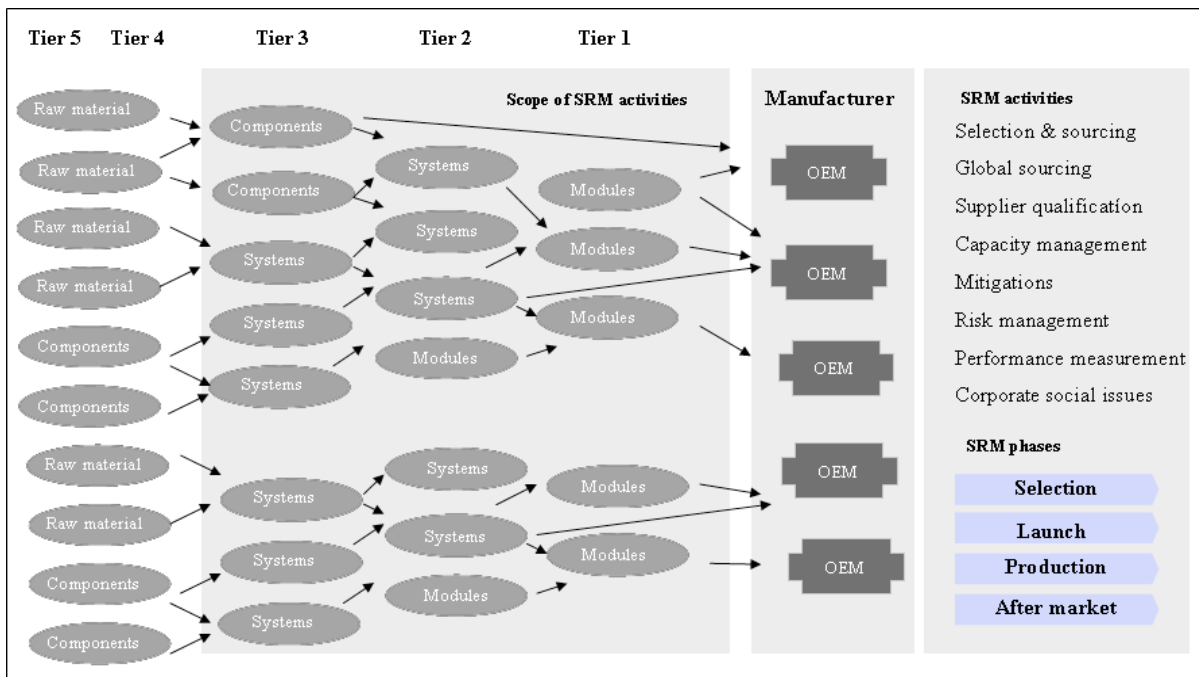 Tier 5
Tier 4
Tier 3
Tier 2
Tier 1
Raw material
Raw material
Raw material
Raw material
Components
Components
Raw material
Raw material
Components
Components
Components
Components
Systems
Systems
Systems
Systems
Systems
Systems
Systems
Systems
Systems
Modules
Systems
Systems
Modules
Scope of SRM activities
Modules
Modules
Modules
Modules
Modules
Manufacturer
OEM
OEM
OEM
OEM
OEM
SRM activities
Selection & sourcing
Global sourcing
Supplier qualification
Capacity management
Mitigations
Risk management
Performance measurement
Corporate social issues
SRM phases
Selection
Launch
Production
After market